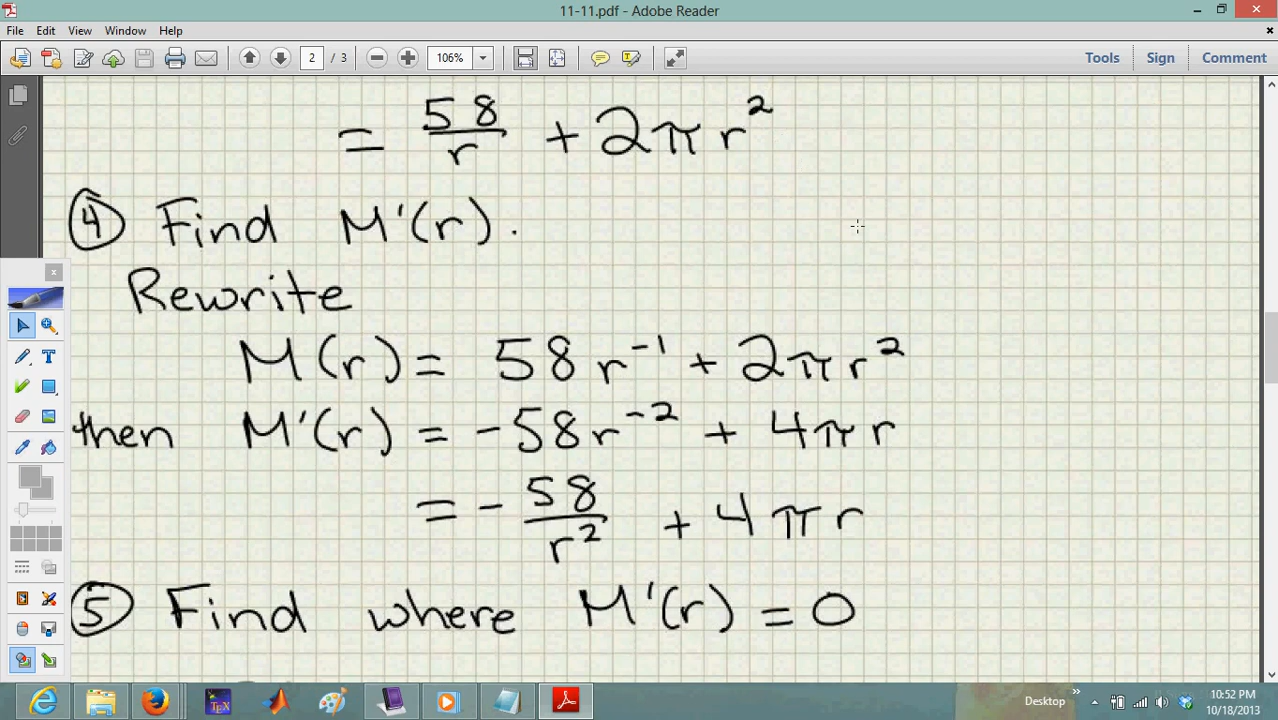 11-11.pdf - Adobe Reader
File Edit View Window Help
2 / 3 106% Tools Sign Comment
= 58/r + 2πr²
④ Find M'(r).
Rewrite
M(r) = 58r⁻¹ + 2πr²
then M'(r) = -58r⁻² + 4πr
= - 58/r² + 4πr
⑤ Find where M'(r) = 0
TEX
Desktop
10:52 PM
10/18/2013